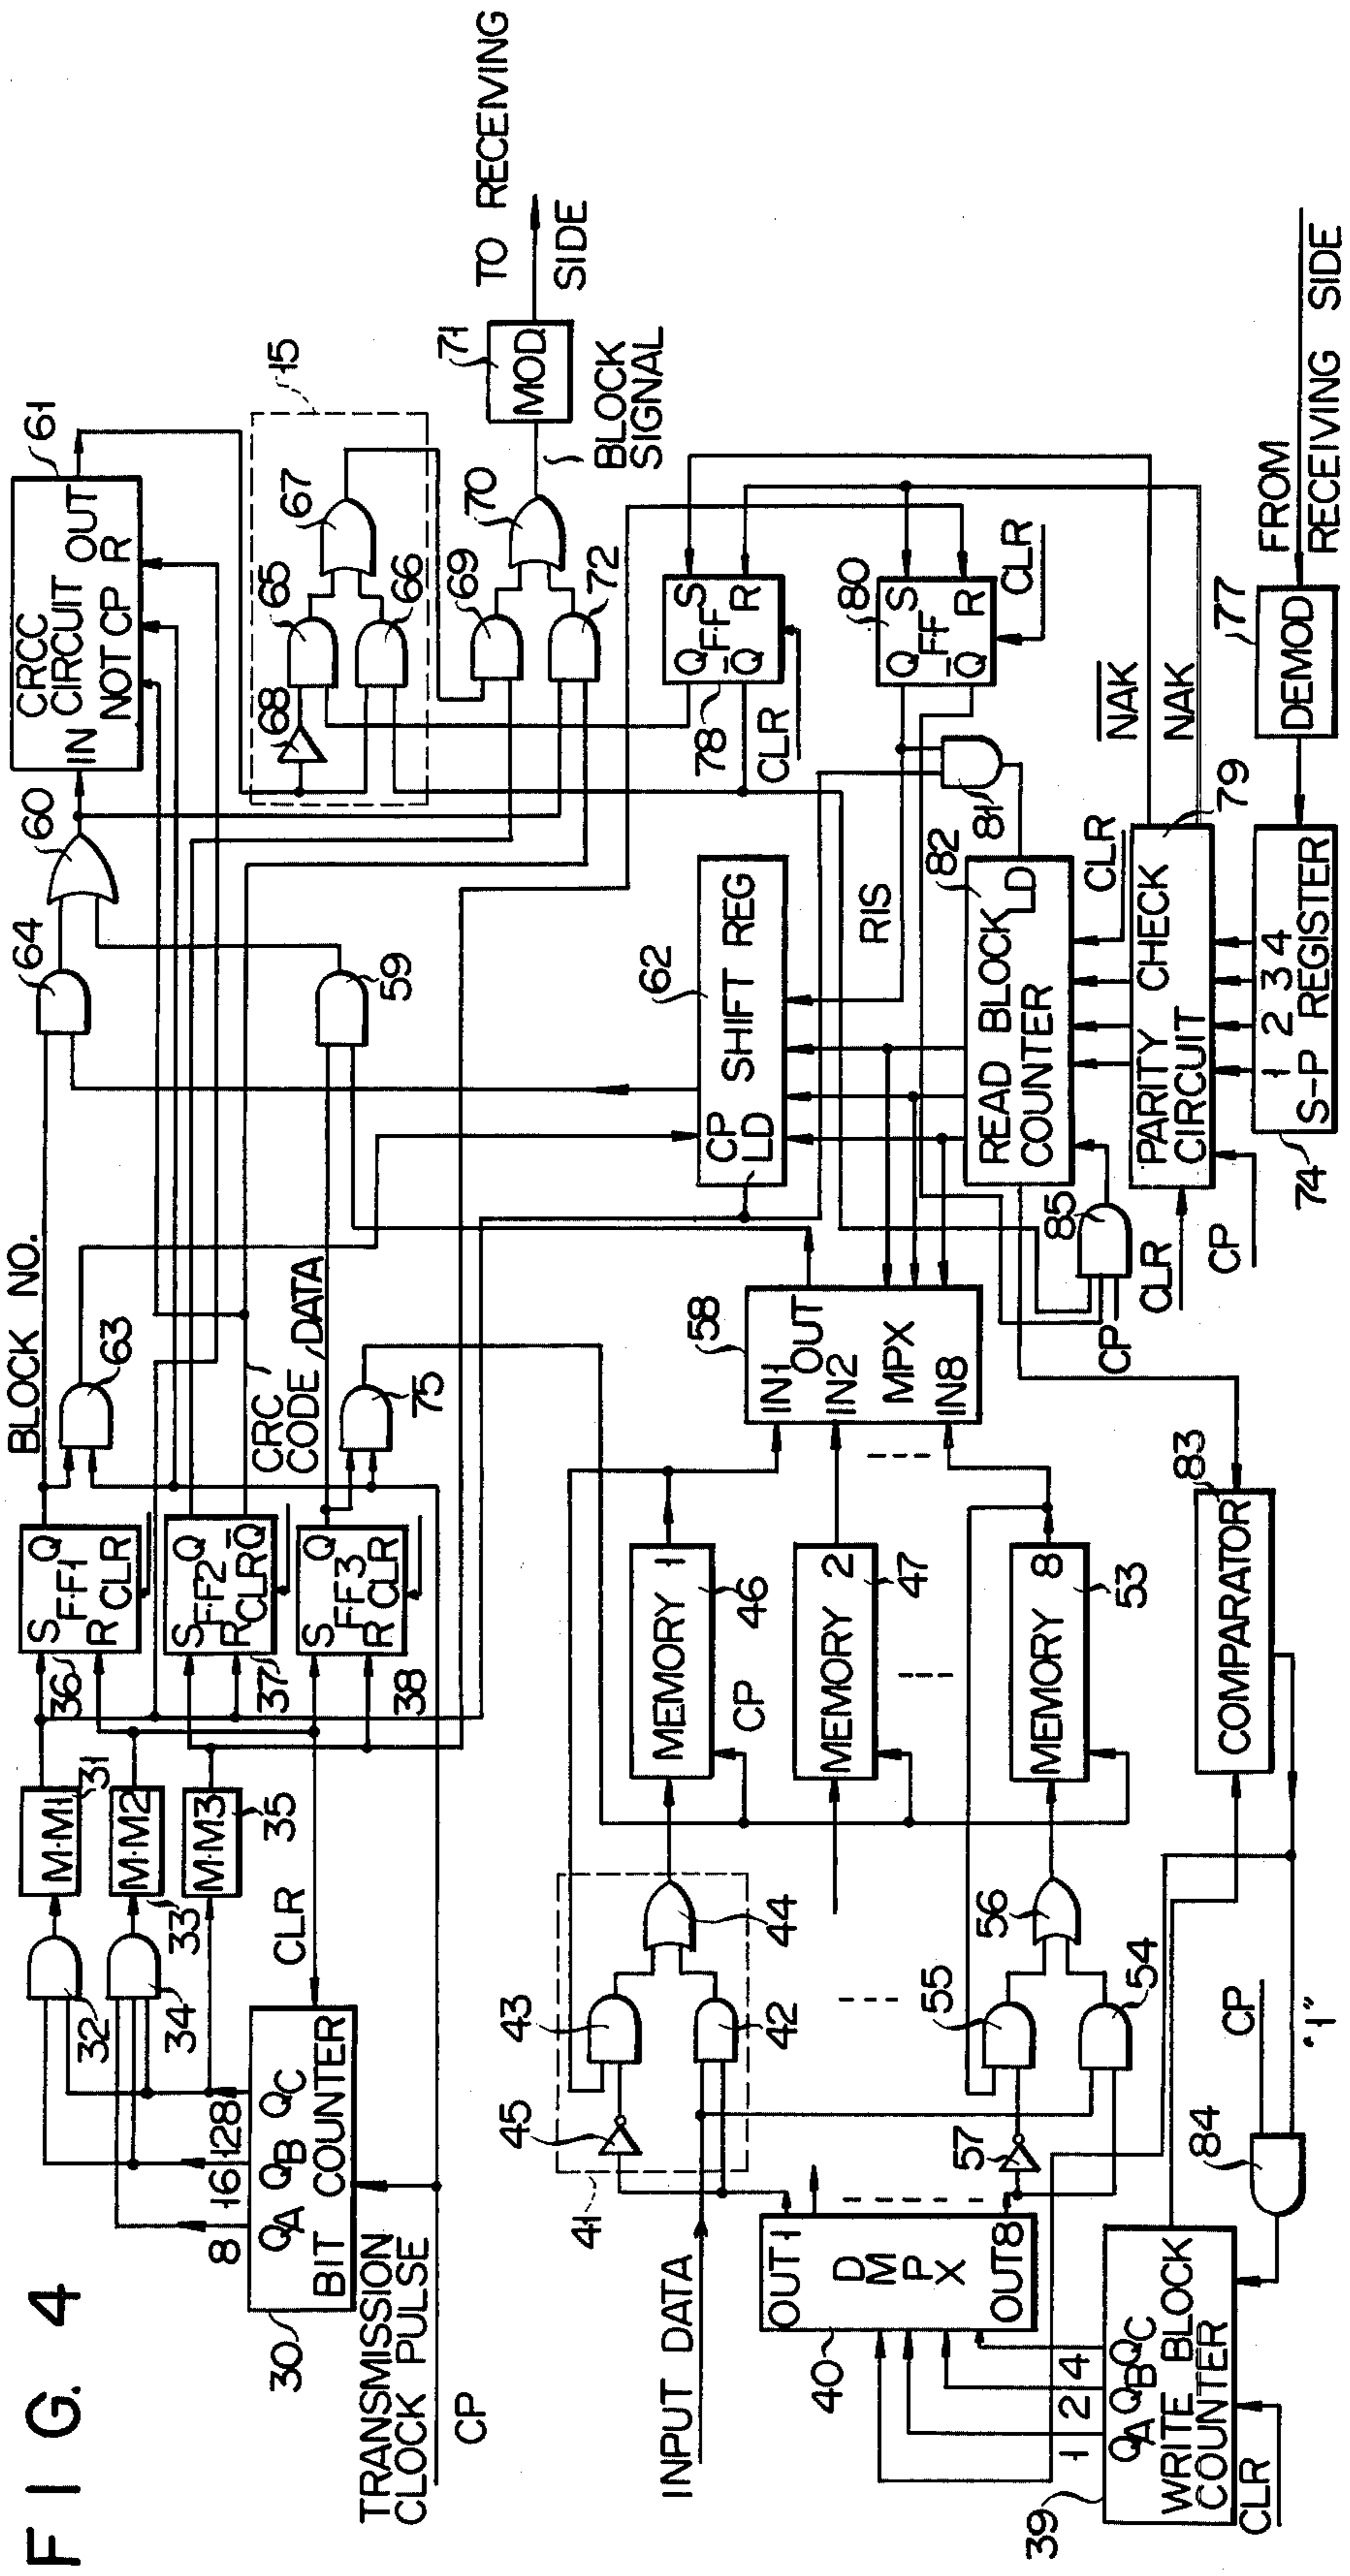 FIG. 4
TRANSMISSION
CLOCK PULSE
CP
30
BIT COUNTER
QA QB QC
8 16 128
CLR
32
34
M·M1
31
M·M2
33
M·M3
35
36
S Q
F·F1
R CLR
37
S Q
FF2
R CLR Q̅
38
S Q
FF3
R CLR
BLOCK NO.
63
CRC
CODE
DATA
75
64
59
60
61
CRCC
CIRCUIT
IN OUT
NOT CP R
15
68
65
66
67
69
70
72
71
MOD
BLOCK
SIGNAL
TO RECEIVING
SIDE
INPUT DATA
41
45
43
42
44
46
MEMORY 1
CP
47
MEMORY 2
53
MEMORY 8
58
IN1
OUT
IN2
MPX
IN8
62
CP
LD
SHIFT REG
RIS
78
Q S
FF
Q̅ R
CLR
80
Q S
FF
Q̅ R
CLR
81
82
READ BLOCK
COUNTER
LD
CLR
85
CP
40
OUT1
DMPX
OUT8
57
55
54
56
39
QA QB QC
1 2 4
WRITE BLOCK
COUNTER
CLR
84
CP
"1"
83
COMPARATOR
79
PARITY CHECK
CIRCUIT
CLR
CP
N̅A̅K̅
NAK
74
1 2 3 4
S-P REGISTER
77
DEMOD
FROM
RECEIVING SIDE